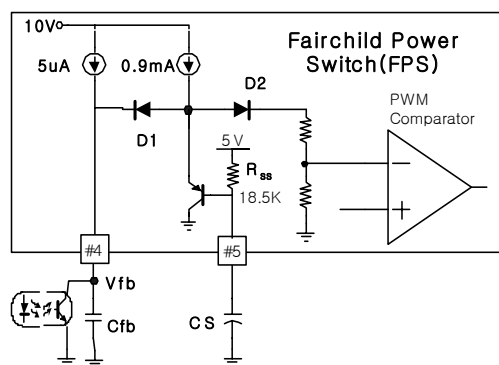 10V
Fairchild Power
Switch(FPS)
5uA
0.9mA
D2
PWM
Comparator
D1
5V
Rss
18.5K
−
+
#4
#5
Vfb
Cfb
CS